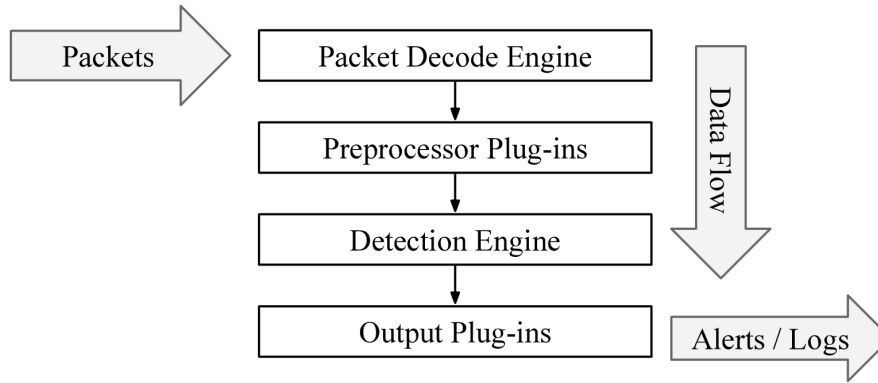 Packets
Packet Decode Engine
Preprocessor Plug-ins
Detection Engine
Output Plug-ins
Data Flow
Alerts / Logs